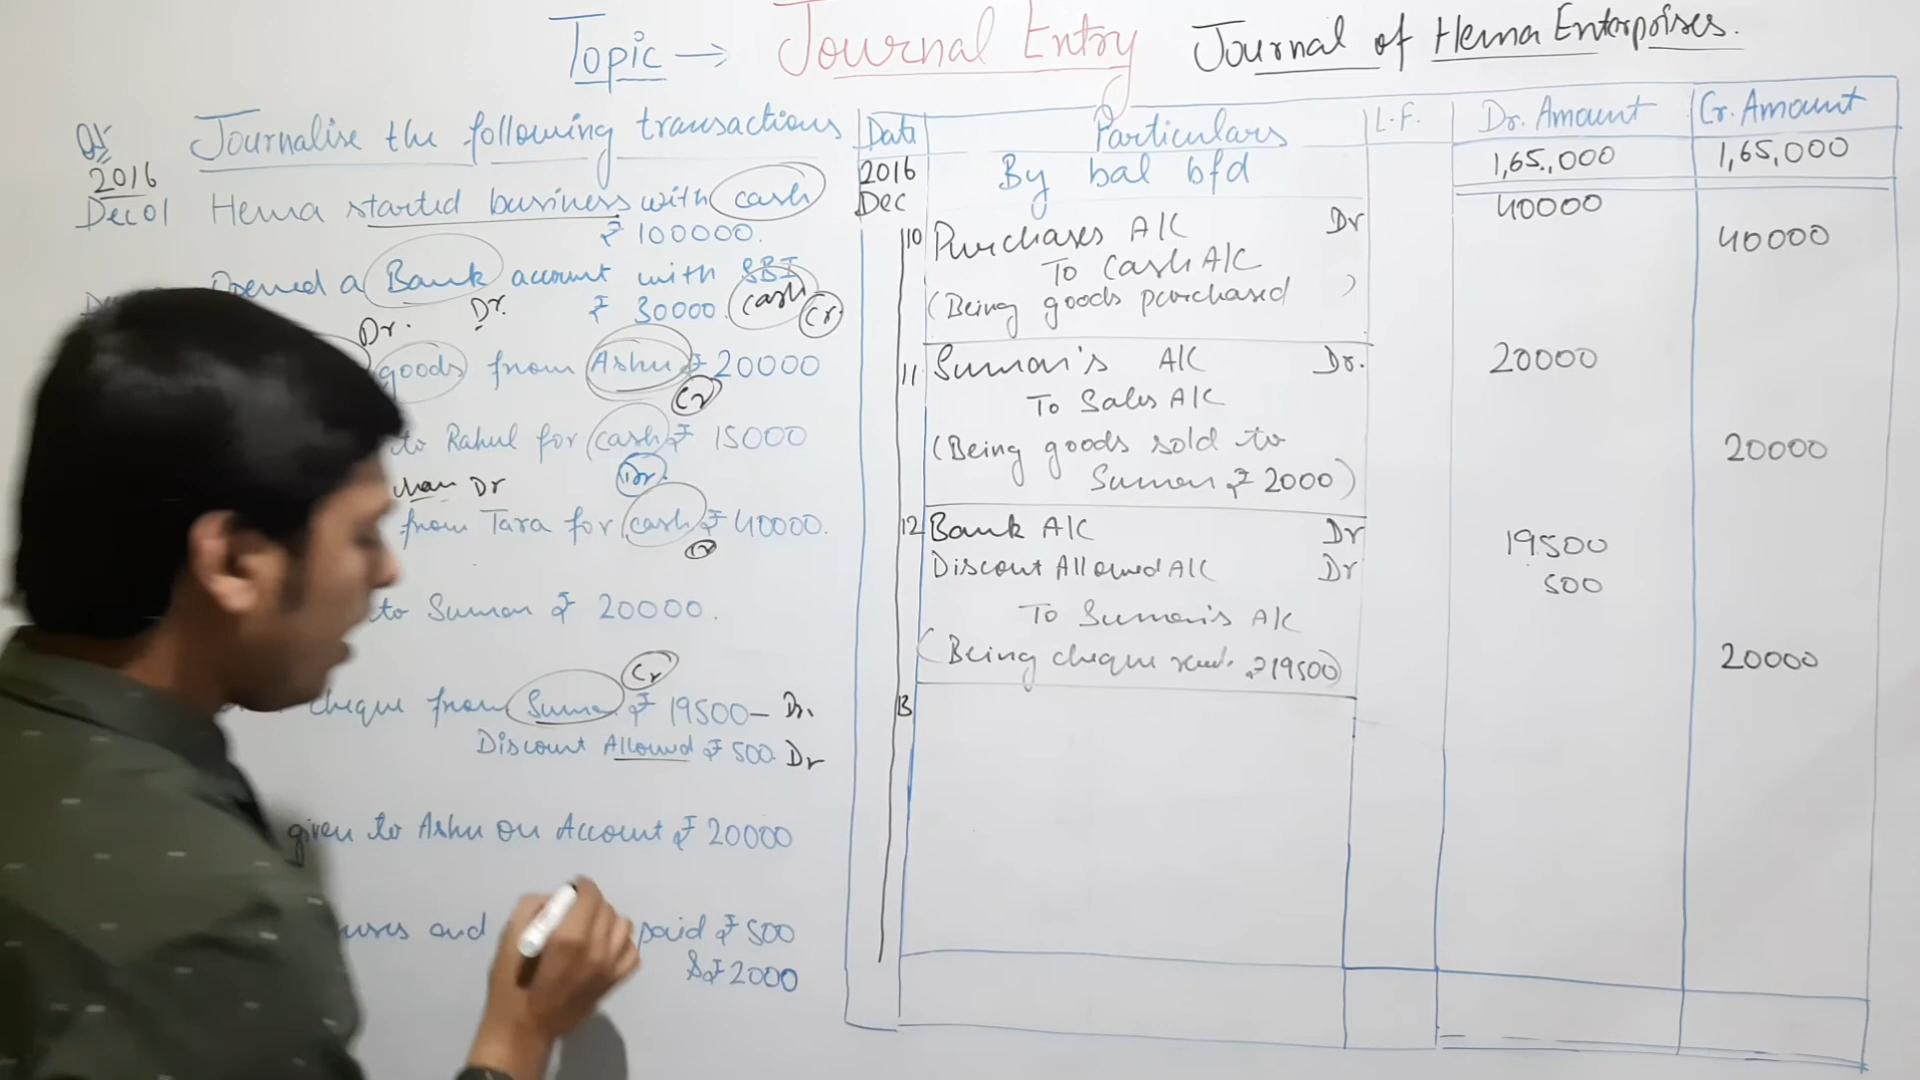 Topic → Journal Entry
Journal of Hema Enterprises.
Q1 Journalise the following transactions
2016
Dec 01 Hema started business with cash
₹ 100000.
Opened a Bank account with SBI
Dr. ₹ 30000. cash Cr.
Dr.
goods from Ashu ₹ 20000
Cr
to Rahul for cash ₹ 15000
Dr.
Dr
from Tara for cash ₹ 40000.
Cr
to Suman ₹ 20000.
Cr
cheque from Suman ₹ 19500 - Dr.
Discount Allowed ₹ 500. Dr
given to Ashu on Account ₹ 20000
and paid ₹ 500
& ₹ 2000
Date Particulars L.F. Dr. Amount Cr. Amount
2016 By bal bfd 1,65,000 1,65,000
Dec
10 Purchases A/C Dr 40000
To Cash A/C 40000
(Being goods purchased )
11 Suman's A/C Dr. 20000
To Sales A/C
(Being goods sold to 20000
Suman ₹ 2000)
12 Bank A/C Dr 19500
Discount Allowed A/C Dr 500
To Suman's A/C
(Being cheque recd. ₹ 19500) 20000
13